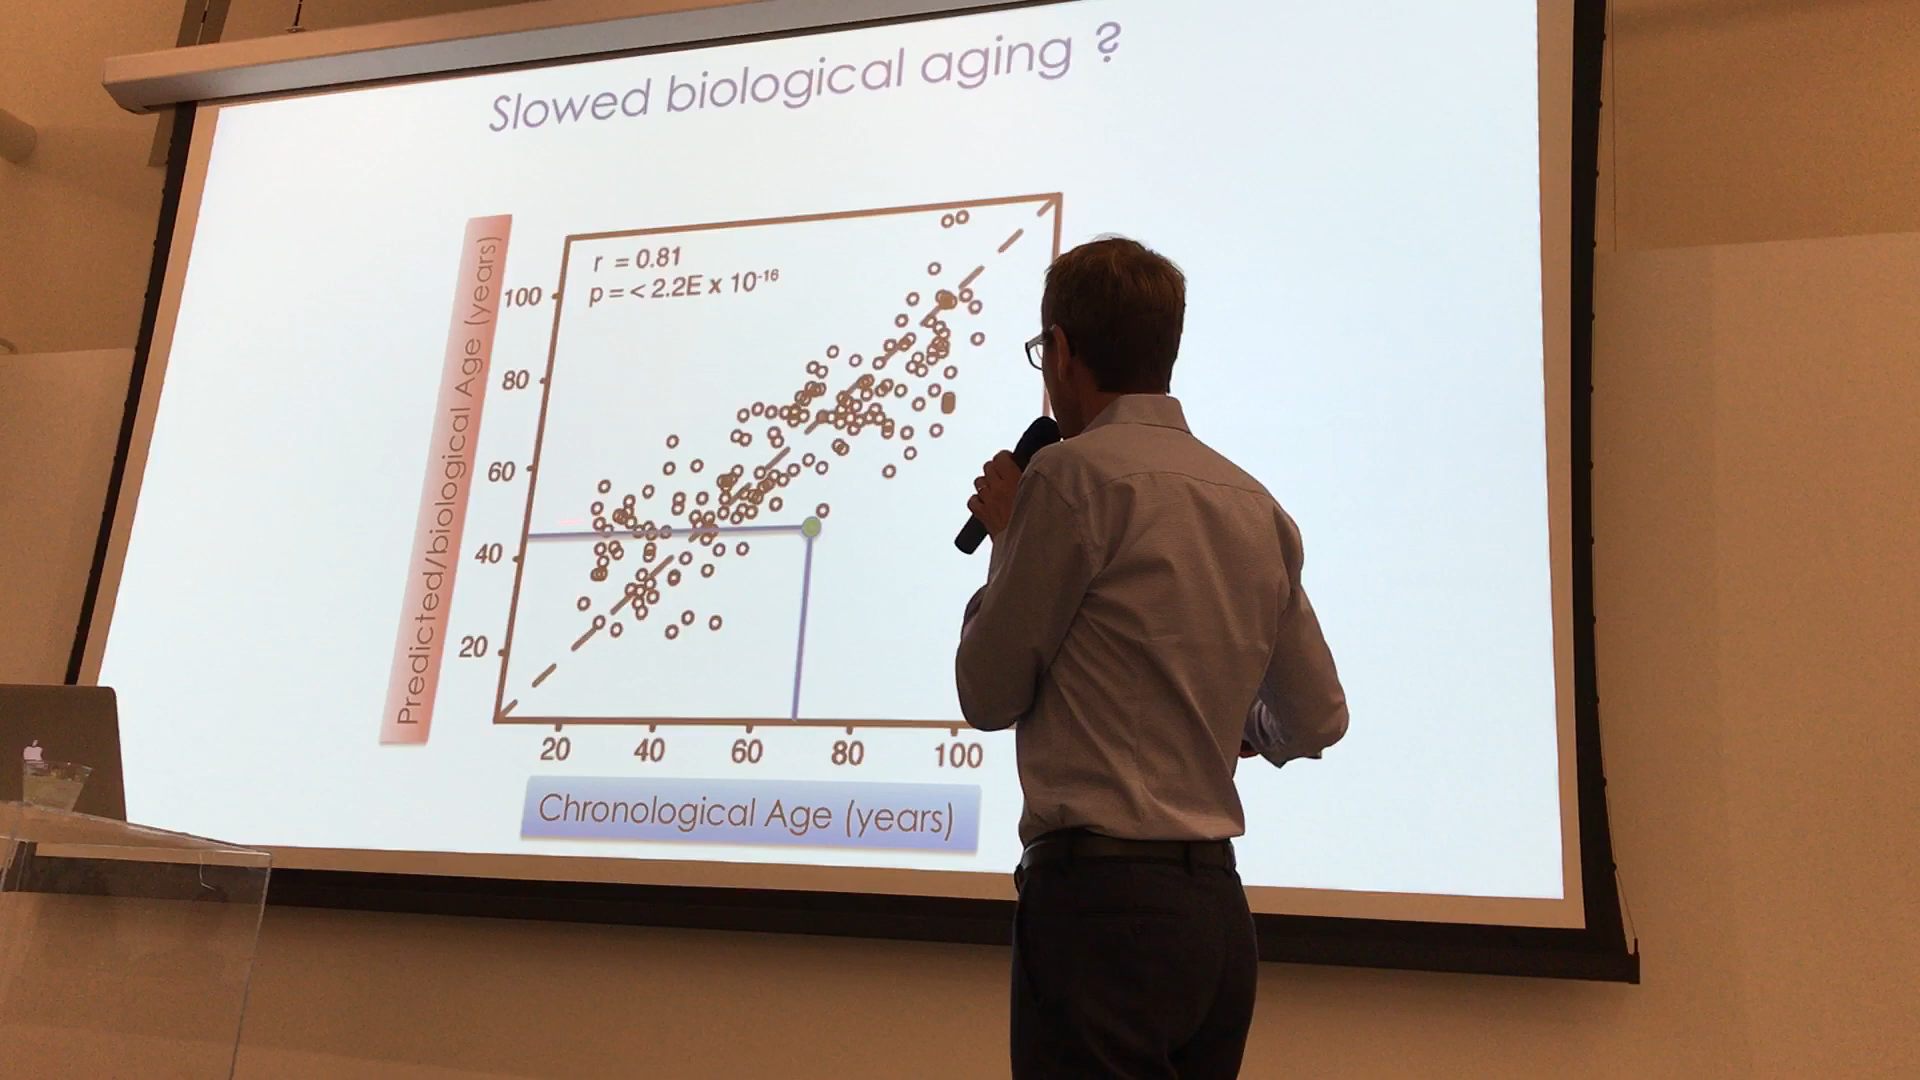 Slowed biological aging ?
r = 0.81
p = < 2.2E x 10-16
Predicted/biological Age (years)
100
80
60
40
20
20 40 60 80 100
Chronological Age (years)